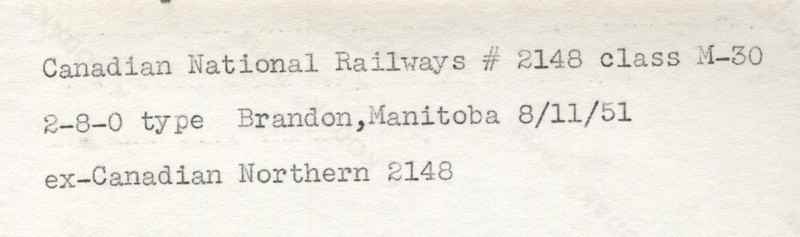 Canadian National Railways # 2148 class M-30
2-8-0 type  Brandon,Manitoba 8/11/51
ex-Canadian Northern 2148